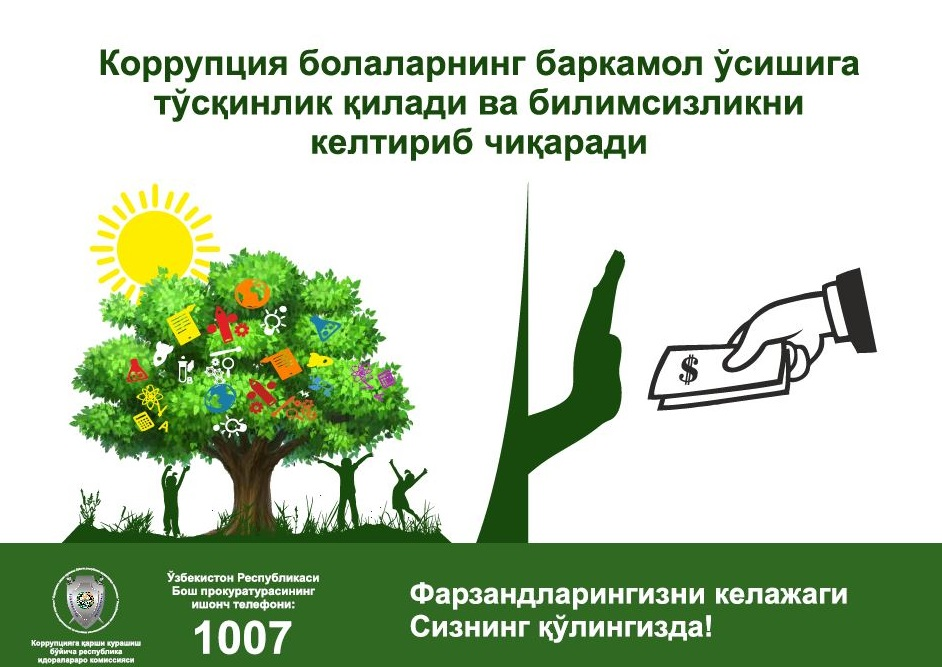 Коррупция болаларнинг баркамол ўсишига
тўсқинлик қилади ва билимсизликни
келтириб чиқаради
$
B
A
Ўзбекистон Республикаси
Бош прокуратурасининг
ишонч телефони:
1007
Коррупцияга қарши курашиш
бўйича республика
идоралараро комиссияси
Фарзандларингизни келажаги
Сизнинг қўлингизда!